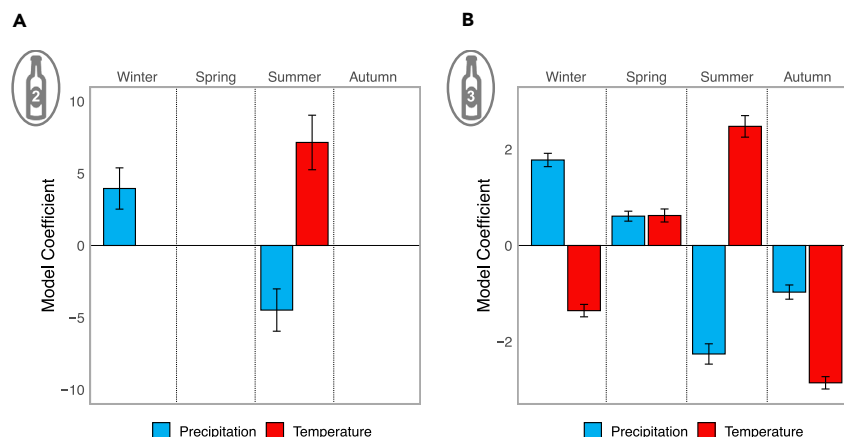 A
B
2
3
Winter Spring Summer Autumn
Winter Spring Summer Autumn
10
5
0
−5
−10
Model Coefficient
2
0
−2
Model Coefficient
Precipitation Temperature
Precipitation Temperature